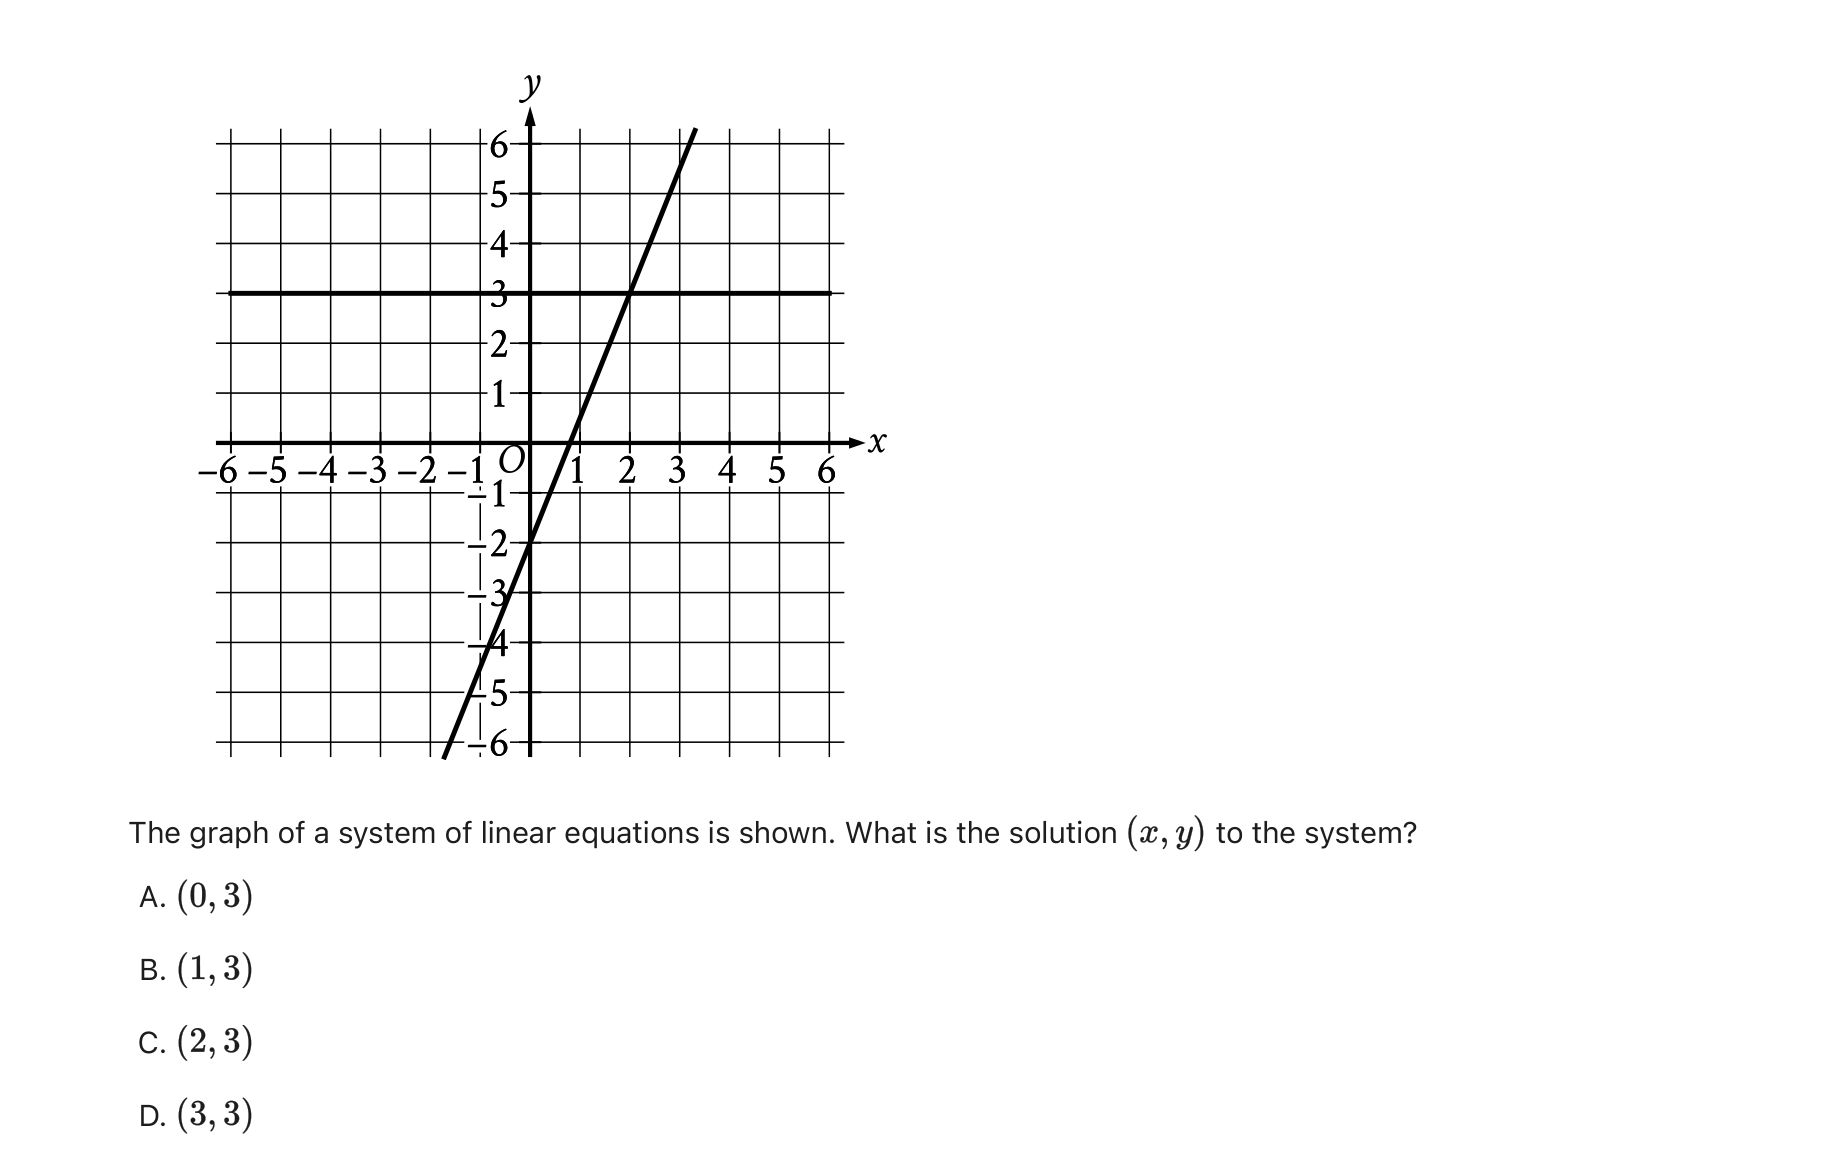 y
6
5
4
3
2
1
x
O
−6 −5 −4 −3 −2 −1 1 2 3 4 5 6
−1
−2
−3
−4
−5
−6
The graph of a system of linear equations is shown. What is the solution (x, y) to the system?
A. (0, 3)
B. (1, 3)
C. (2, 3)
D. (3, 3)